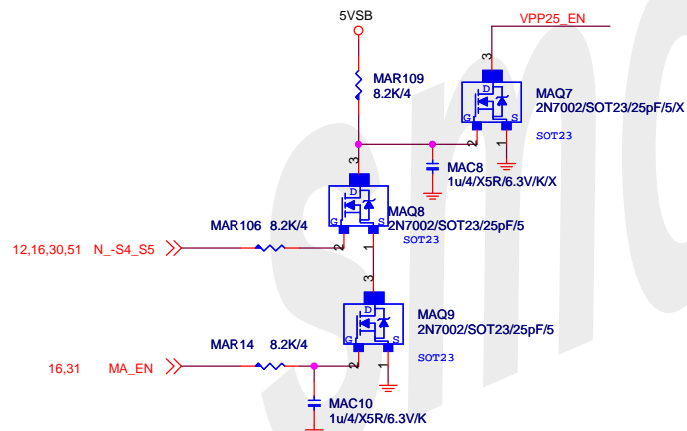 5VSB
VPP25_EN
3
MAR109
8.2K/4
D
G
S
MAQ7
2N7002/SOT23/25pF/5/X
SOT23
2
1
3
MAC8
1u/4/X5R/6.3V/K/X
D
G
S
MAQ8
2N7002/SOT23/25pF/5
SOT23
MAR106 8.2K/4
12,16,30,51 N_-S4_S5
2
1
3
D
G
S
MAQ9
2N7002/SOT23/25pF/5
SOT23
MAR14 8.2K/4
16,31 MA_EN
2
1
MAC10
1u/4/X5R/6.3V/K